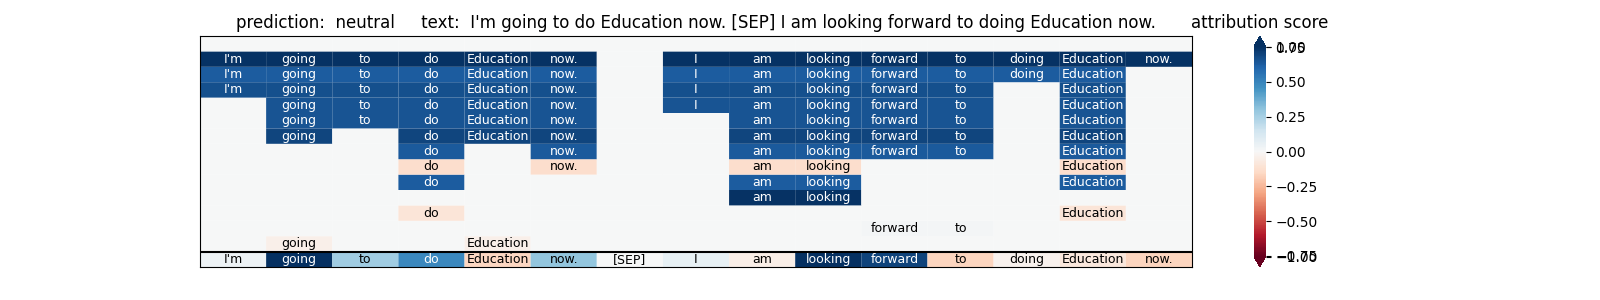 prediction:  neutral     text:  I'm going to do Education now. [SEP] I am looking forward to doing Education now.       attribution score
I'm going to do Education now. I am looking forward to doing Education now.
I'm going to do Education now. I am looking forward to doing Education
I'm going to do Education now. I am looking forward to Education
going to do Education now. I am looking forward to Education
going to do Education now. am looking forward to Education
going do Education now. am looking forward to Education
do now. am looking forward to Education
do now. am looking Education
do am looking Education
am looking
do Education
forward to
going Education
I'm going to do Education now. [SEP] I am looking forward to doing Education now.
0.75
1.00
0.50
0.25
0.00
−0.25
−0.50
−0.75
−1.00